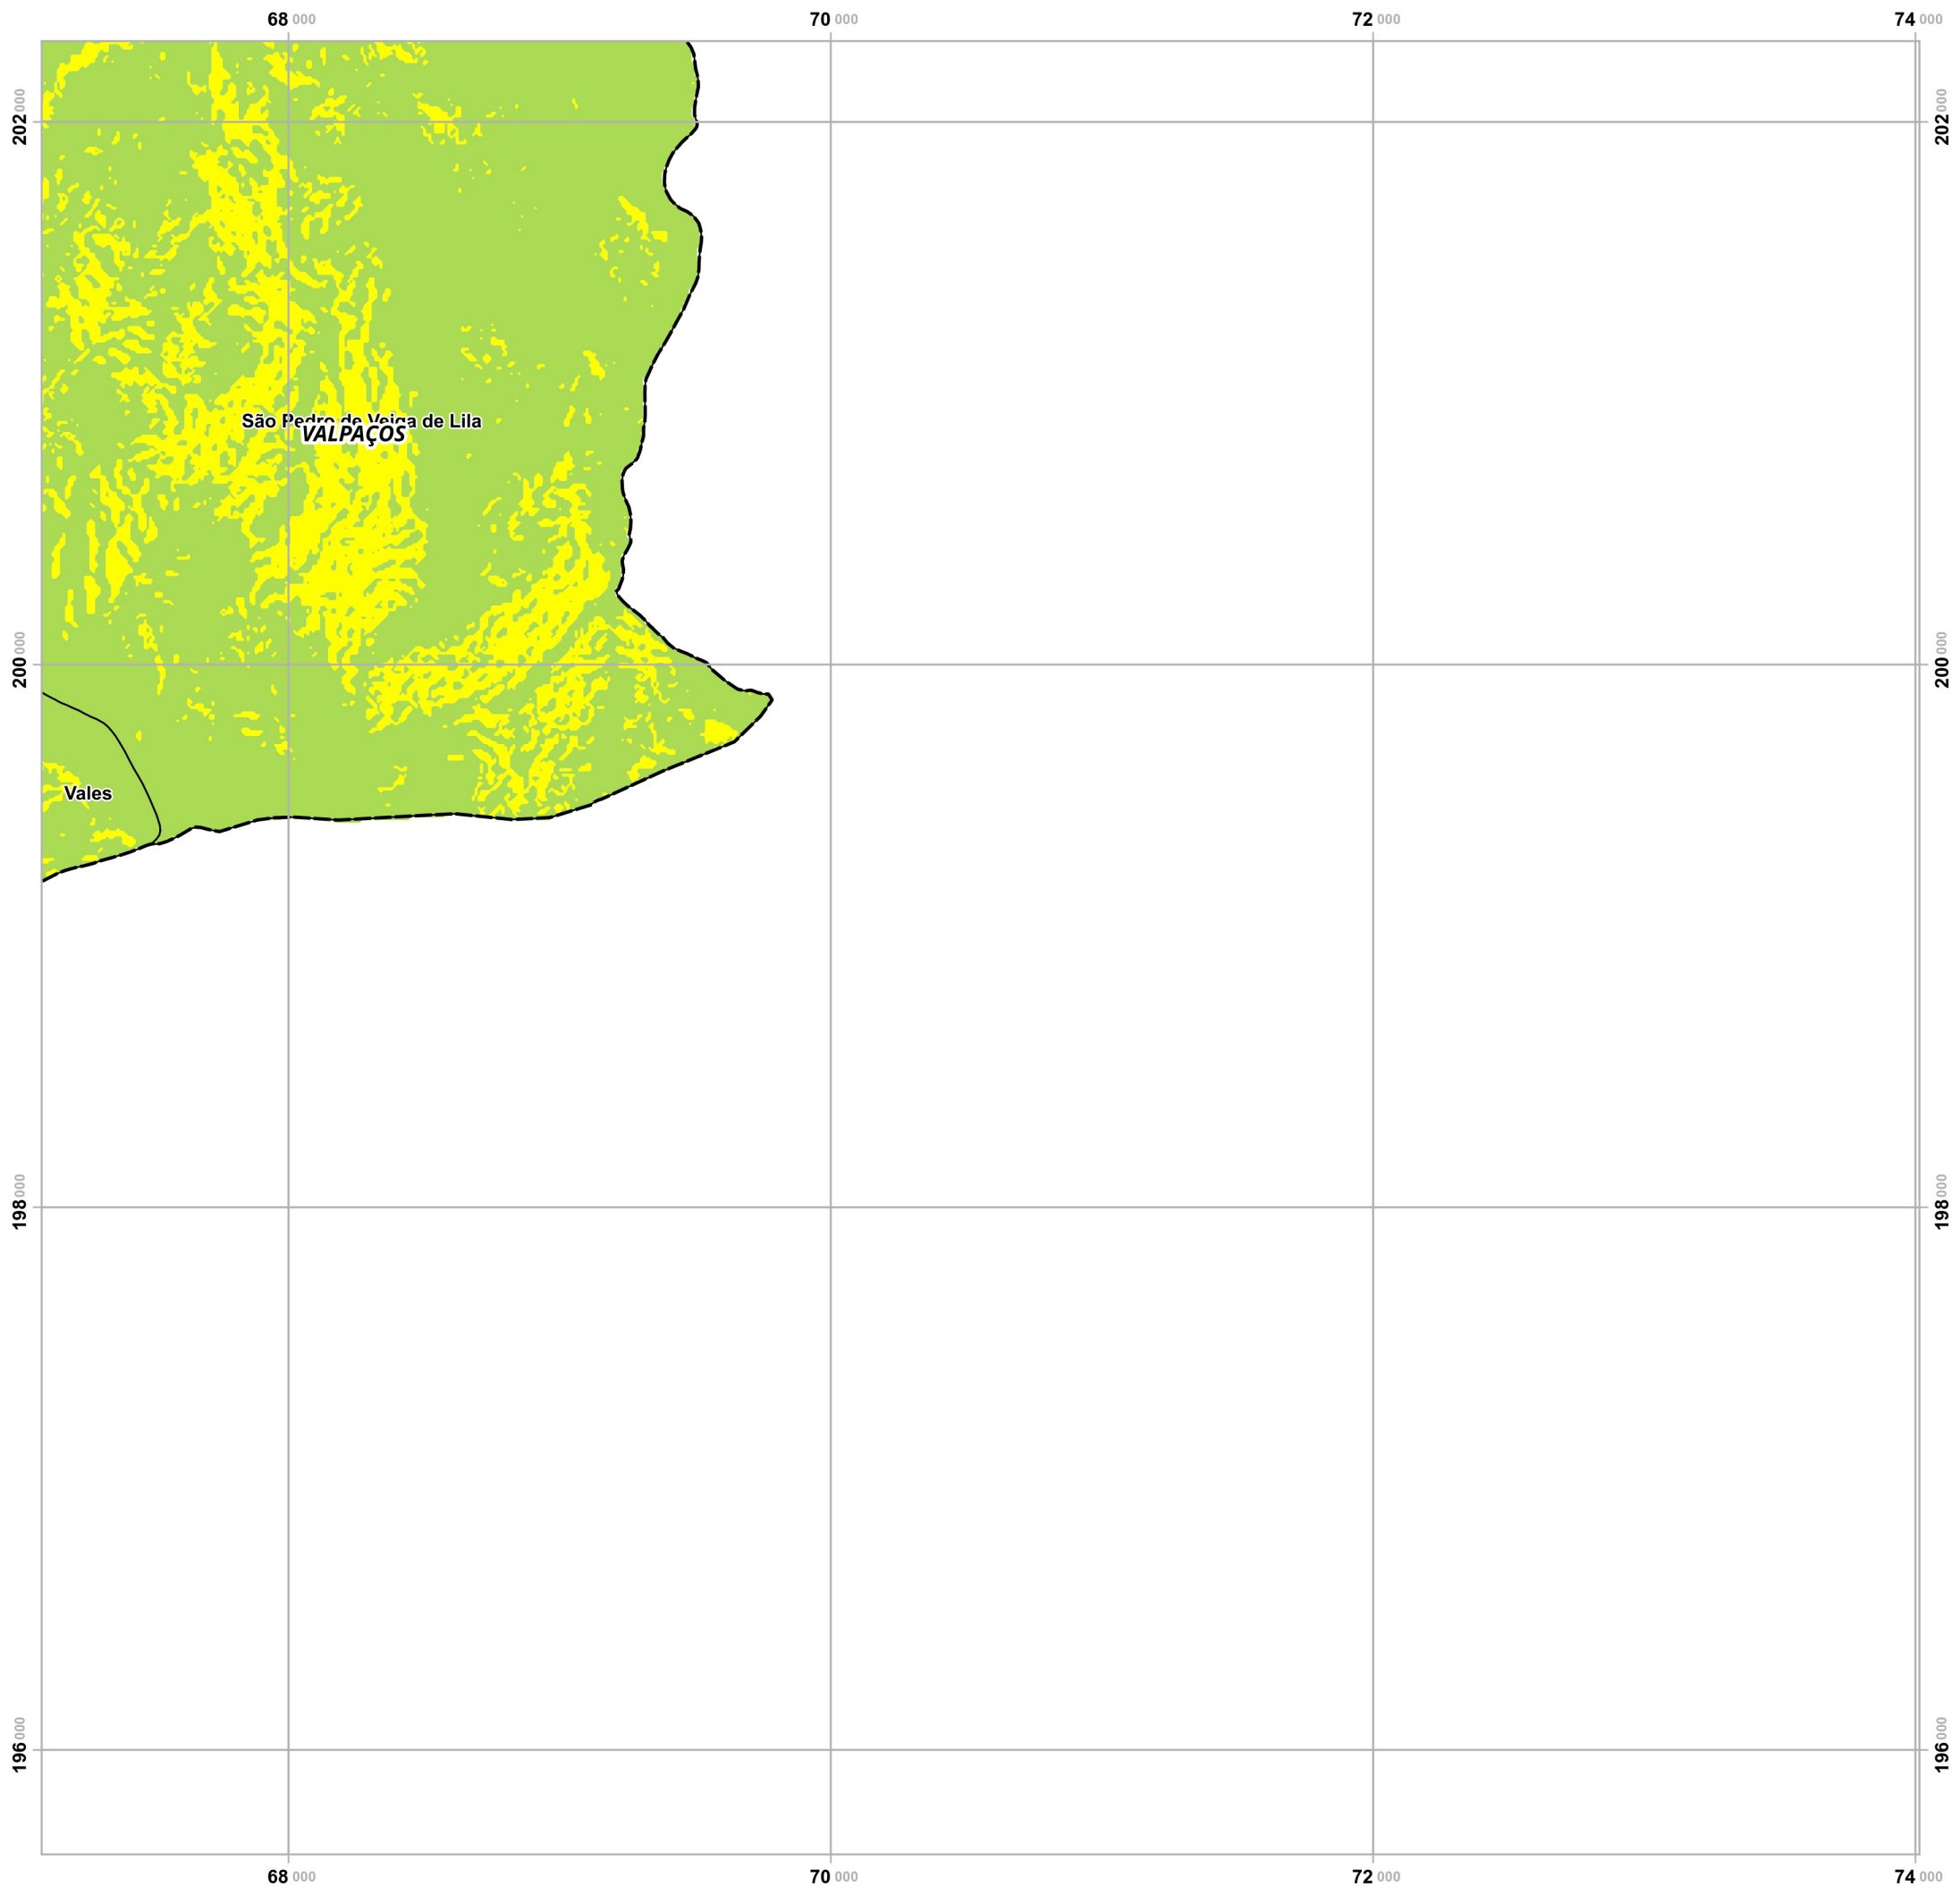 68 000 70 000 72 000 74 000
202 000 202 000
São Pedro de Veiga de Lila
VALPAÇOS
200 000 200 000
Vales
198 000 198 000
196 000 196 000
68 000 70 000 72 000 74 000